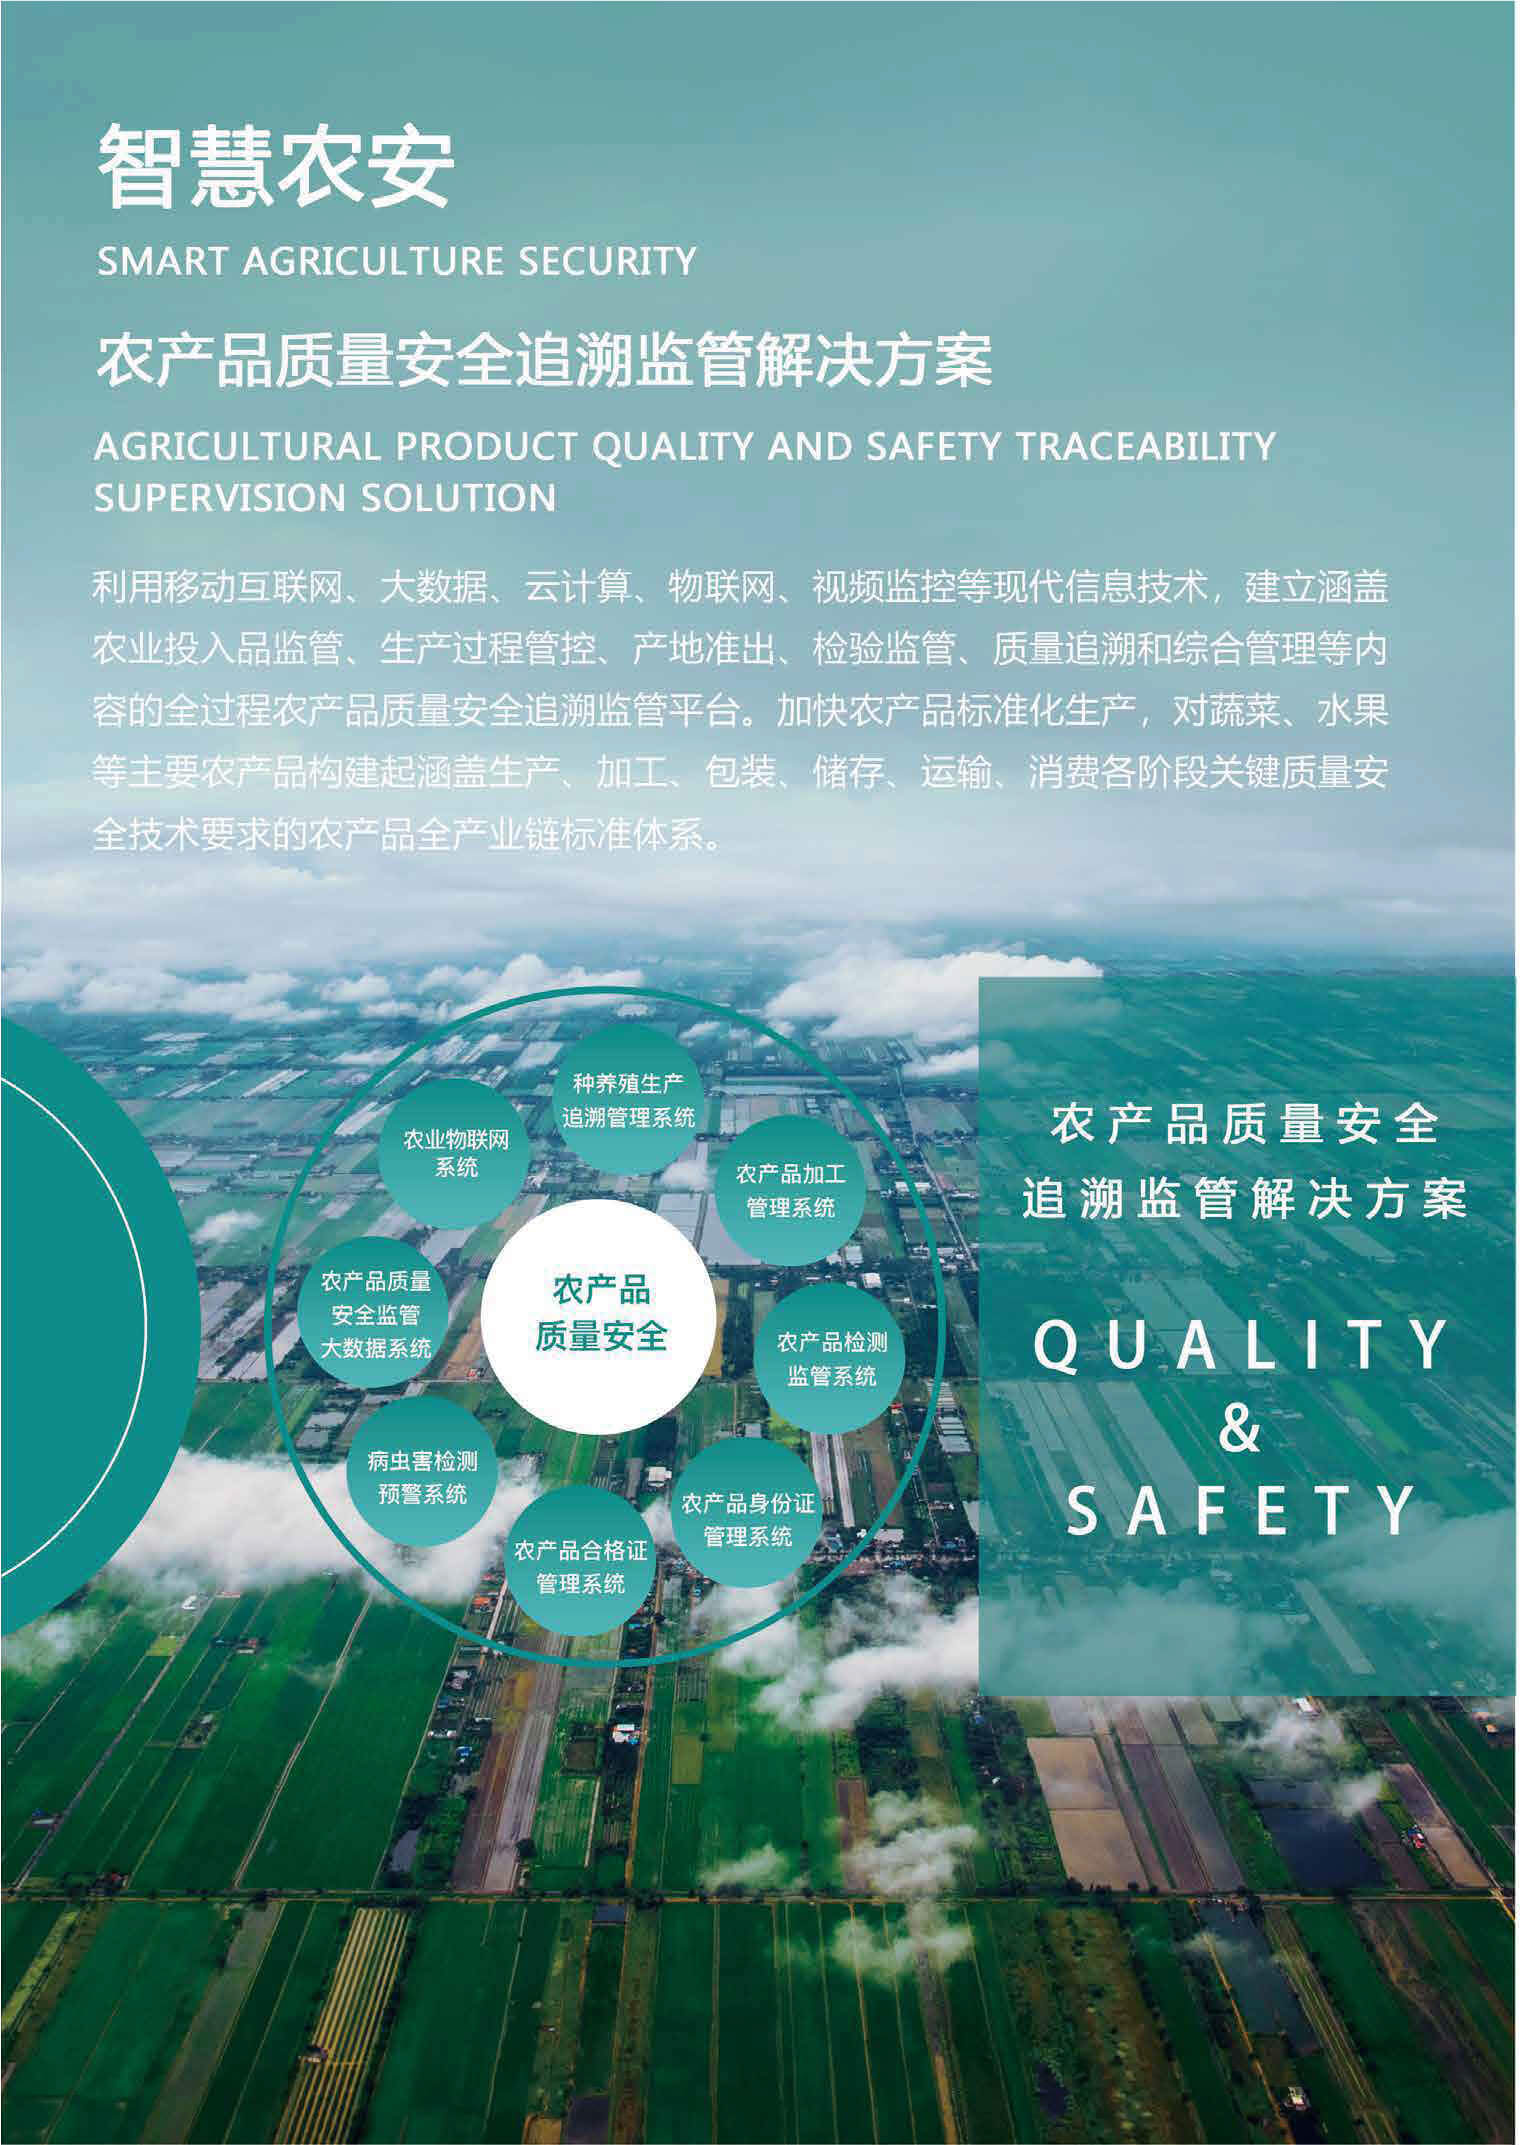 智慧农安
SMART AGRICULTURE SECURITY
农产品质量安全追溯监管解决方案
AGRICULTURAL PRODUCT QUALITY AND SAFETY TRACEABILITY
SUPERVISION SOLUTION
利用移动互联网、大数据、云计算、物联网、视频监控等现代信息技术，建立涵盖
农业投入品监管、生产过程管控、产地准出、检验监管、质量追溯和综合管理等内
容的全过程农产品质量安全追溯监管平台。加快农产品标准化生产，对蔬菜、水果
等主要农产品构建起涵盖生产、加工、包装、储存、运输、消费各阶段关键质量安
全技术要求的农产品全产业链标准体系。
种养殖生产
追溯管理系统
农业物联网
系统
农产品加工
管理系统
农产品质量
安全监管
大数据系统
农产品
质量安全
农产品检测
监管系统
病虫害检测
预警系统
农产品身份证
管理系统
农产品合格证
管理系统
农产品质量安全
追溯监管解决方案
QUALITY
&
SAFETY